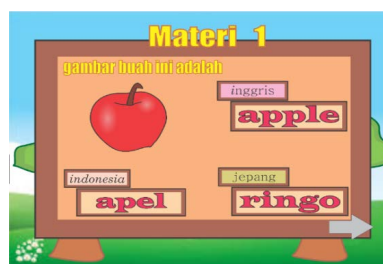 Materi 1
gambar buah ini adalah
inggris
apple
indonesia
apel
jepang
ringo